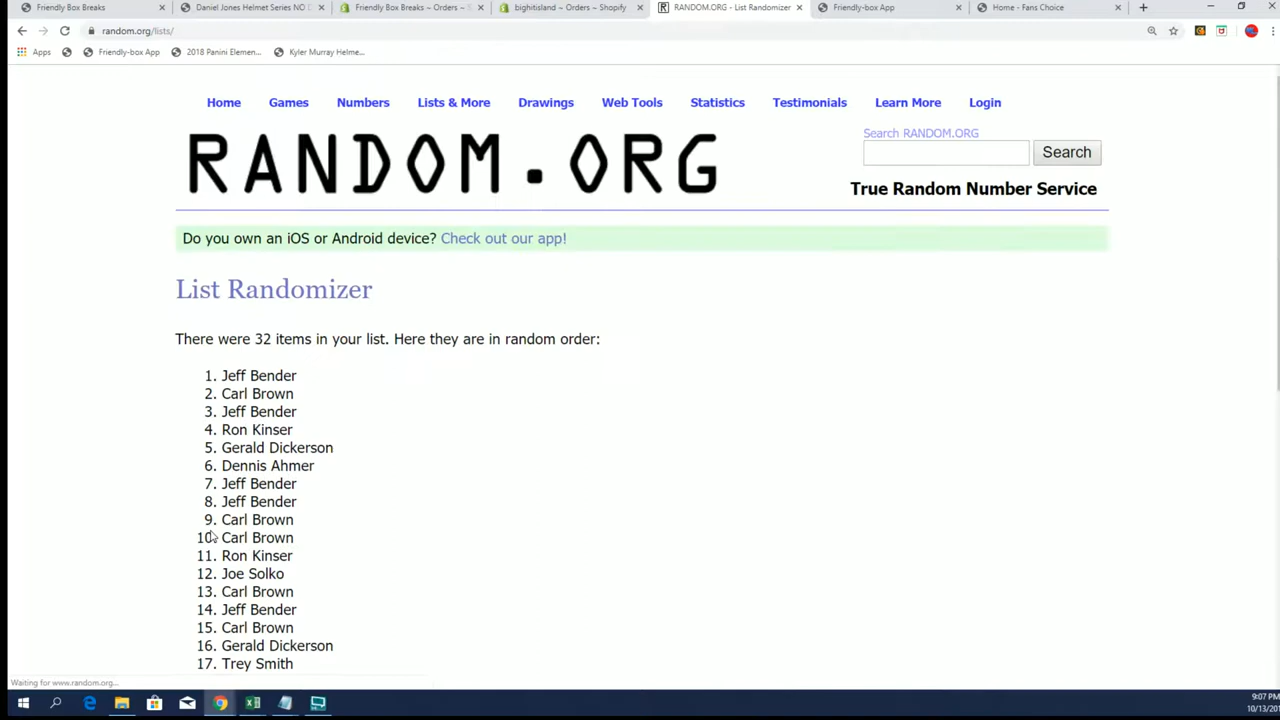 Friendly Box Breaks
Daniel Jones Helmet Series NO D
Friendly Box Breaks ~ Orders ~ S
bighitisland ~ Orders ~ Shopify
RANDOM.ORG - List Randomizer
Friendly-box App
Home - Fans Choice
random.org/lists/
Apps
Friendly-box App
2018 Panini Elemen...
Kyler Murray Helme...
Home Games Numbers Lists & More Drawings Web Tools Statistics Testimonials Learn More Login
Search RANDOM.ORG
RANDOM.ORG
Search
True Random Number Service
Do you own an iOS or Android device? Check out our app!
List Randomizer
There were 32 items in your list. Here they are in random order:
1. Jeff Bender
2. Carl Brown
3. Jeff Bender
4. Ron Kinser
5. Gerald Dickerson
6. Dennis Ahmer
7. Jeff Bender
8. Jeff Bender
9. Carl Brown
10. Carl Brown
11. Ron Kinser
12. Joe Solko
13. Carl Brown
14. Jeff Bender
15. Carl Brown
16. Gerald Dickerson
17. Trey Smith
Waiting for www.random.org...
9:07 PM
10/13/201